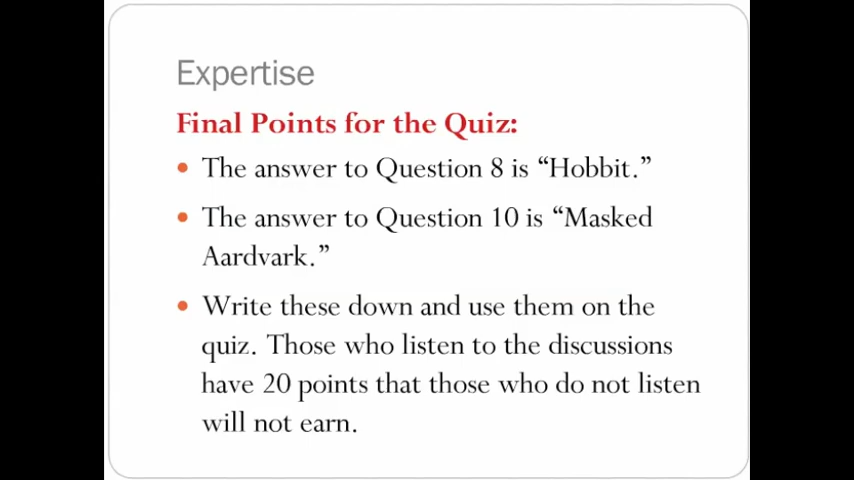 Expertise
Final Points for the Quiz:
• The answer to Question 8 is “Hobbit.”
• The answer to Question 10 is “Masked
Aardvark.”
• Write these down and use them on the
quiz. Those who listen to the discussions
have 20 points that those who do not listen
will not earn.